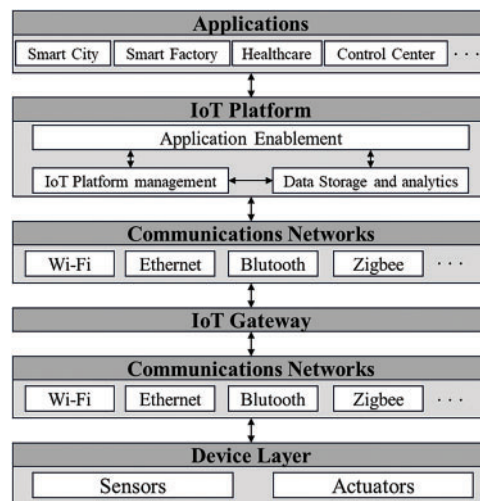 Applications
Smart City Smart Factory Healthcare Control Center . . .
IoT Platform
Application Enablement
IoT Platform management Data Storage and analytics
Communications Networks
Wi-Fi Ethernet Blutooth Zigbee . . .
IoT Gateway
Communications Networks
Wi-Fi Ethernet Blutooth Zigbee . . .
Device Layer
Sensors Actuators